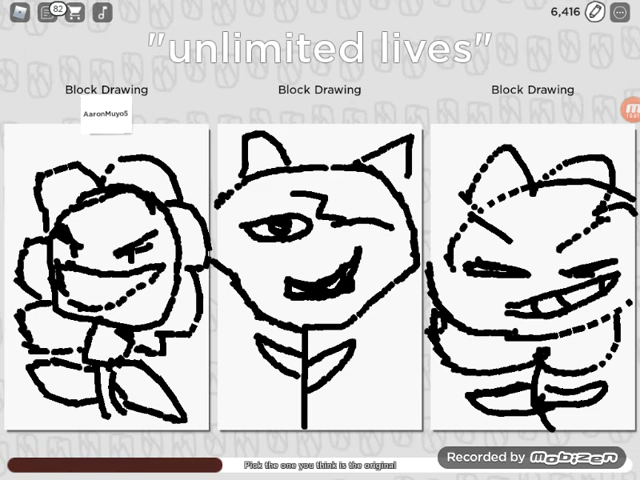 82
6,416
"unlimited lives"
Block Drawing
Block Drawing
Block Drawing
AaronMuyo5
Pick the one you think is the original
Recorded by mobizen